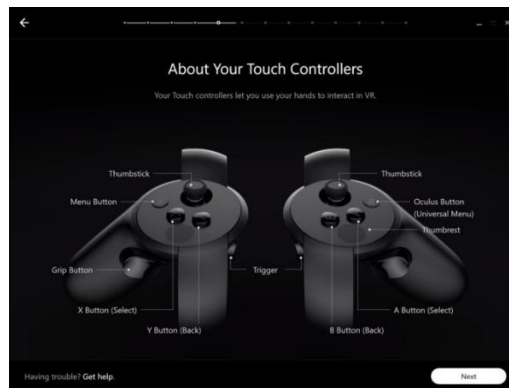 About Your Touch Controllers
Your Touch controllers let you use your hands to interact in VR.
Thumbstick
Thumbstick
Menu Button
Oculus Button
(Universal Menu)
Thumbrest
Grip Button
Trigger
X Button (Select)
A Button (Select)
Y Button (Back)
B Button (Back)
Having trouble? Get help.
Next